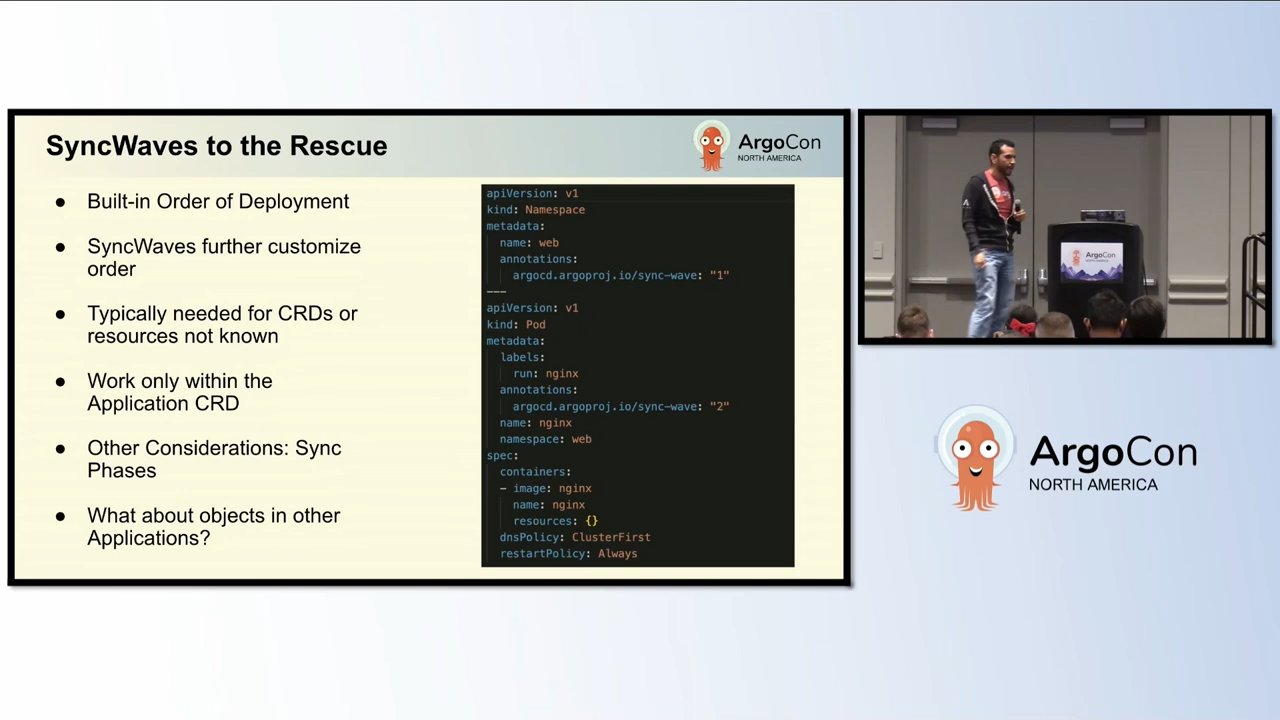 SyncWaves to the Rescue
ArgoCon
NORTH AMERICA
● Built-in Order of Deployment
● SyncWaves further customize
order
● Typically needed for CRDs or
resources not known
● Work only within the
Application CRD
● Other Considerations: Sync
Phases
● What about objects in other
Applications?
apiVersion: v1
kind: Namespace
metadata:
  name: web
  annotations:
    argocd.argoproj.io/sync-wave: "1"
---
apiVersion: v1
kind: Pod
metadata:
  labels:
    run: nginx
  annotations:
    argocd.argoproj.io/sync-wave: "2"
  name: nginx
  namespace: web
spec:
  containers:
  - image: nginx
    name: nginx
    resources: {}
  dnsPolicy: ClusterFirst
  restartPolicy: Always
ArgoCon
NORTH AMERICA
ArgoCon
NORTH AMERICA